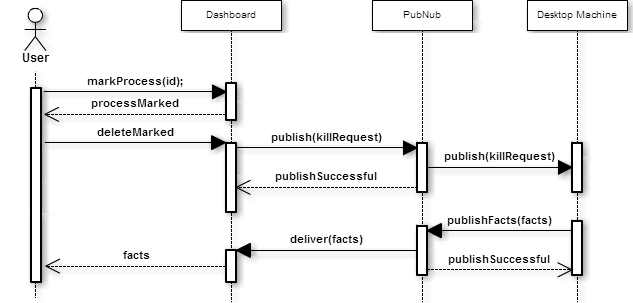 Dashboard
PubNub
Desktop Machine
User
markProcess(id);
processMarked
deleteMarked
publish(killRequest)
publish(killRequest)
publishSuccessful
publishFacts(facts)
deliver(facts)
facts
publishSuccessful